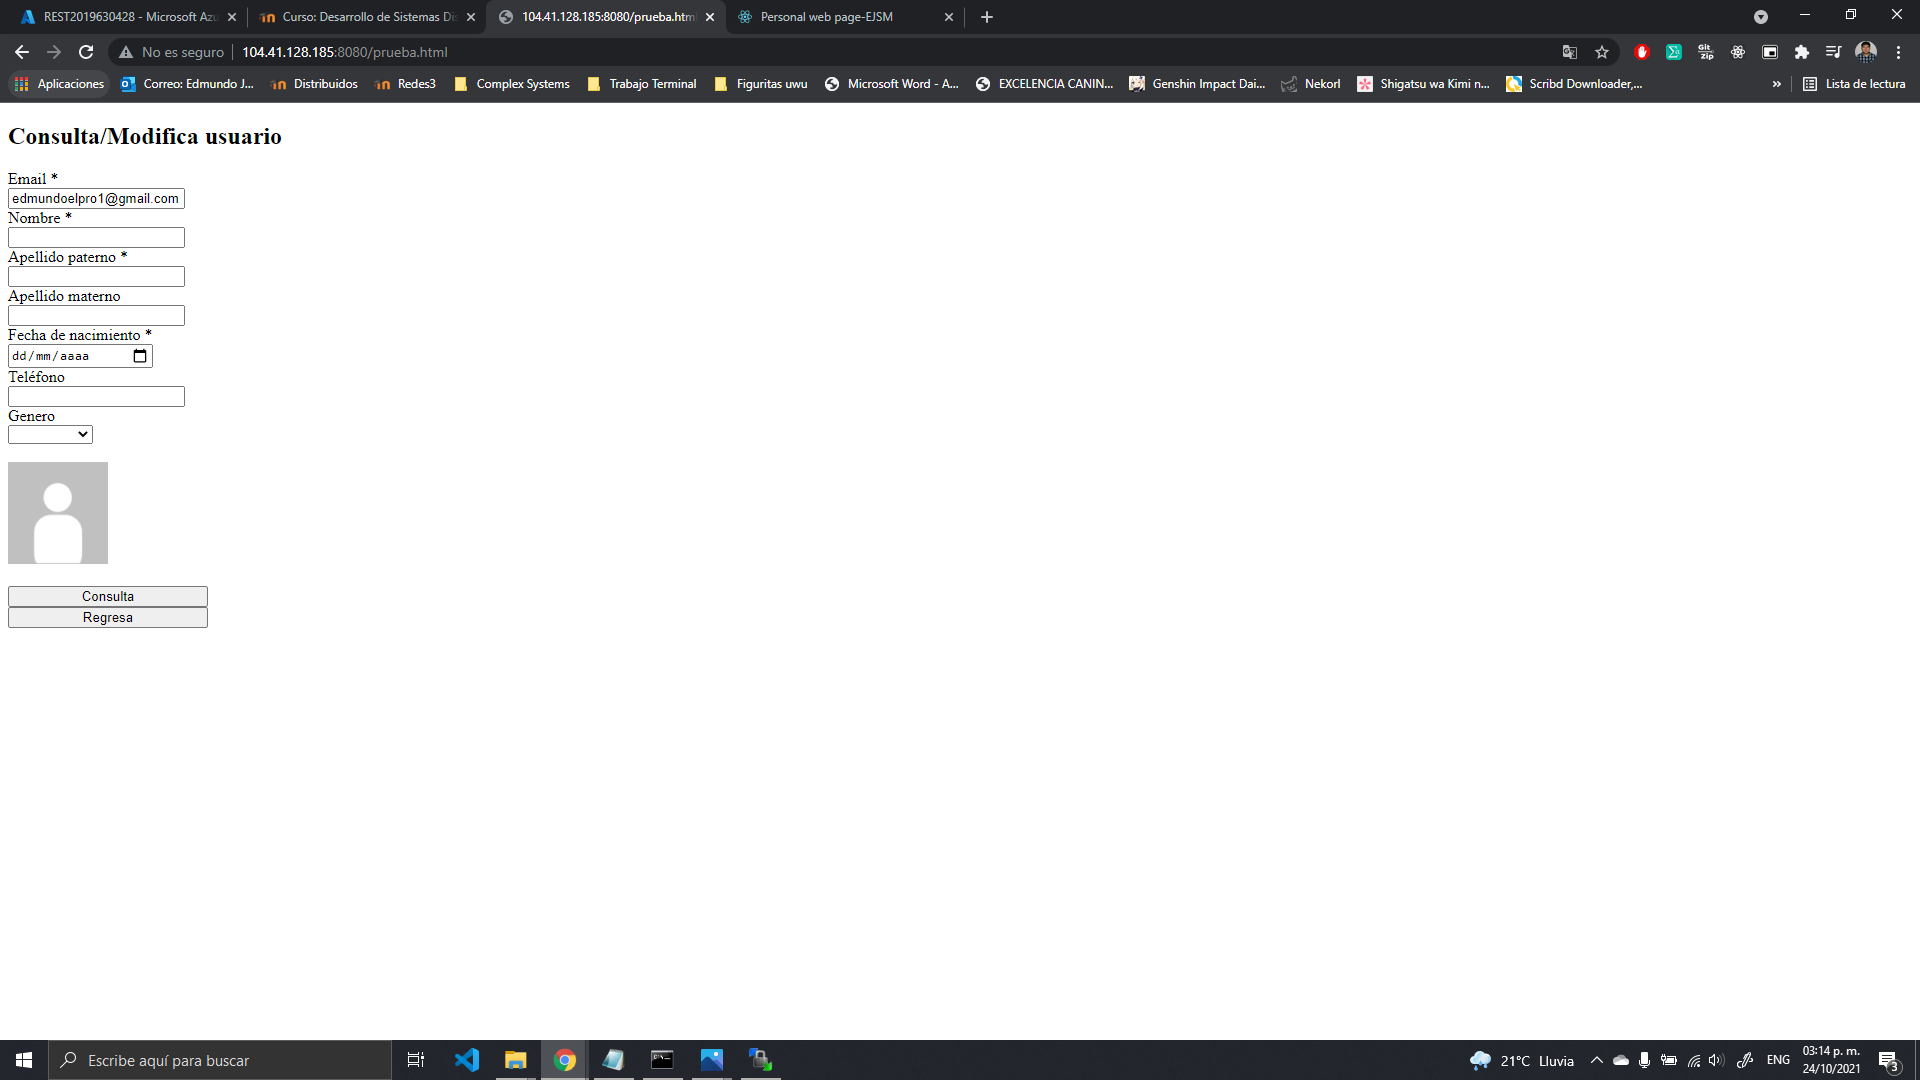 REST2019630428 - Microsoft Azu
Curso: Desarrollo de Sistemas Dis
104.41.128.185:8080/prueba.html
Personal web page-EJSM
No es seguro
104.41.128.185:8080/prueba.html
Git
zip
Aplicaciones
Correo: Edmundo J...
Distribuidos
Redes3
Complex Systems
Trabajo Terminal
Figuritas uwu
Microsoft Word - A...
EXCELENCIA CANIN...
Genshin Impact Dai...
Nekorl
Shigatsu wa Kimi n...
Scribd Downloader,...
»
Lista de lectura
Consulta/Modifica usuario
Email *
edmundoelpro1@gmail.com
Nombre *
Apellido paterno *
Apellido materno
Fecha de nacimiento *
dd/mm/aaaa
Teléfono
Genero
Consulta
Regresa
Escribe aquí para buscar
21°C Lluvia
ENG
03:14 p. m.
24/10/2021
3